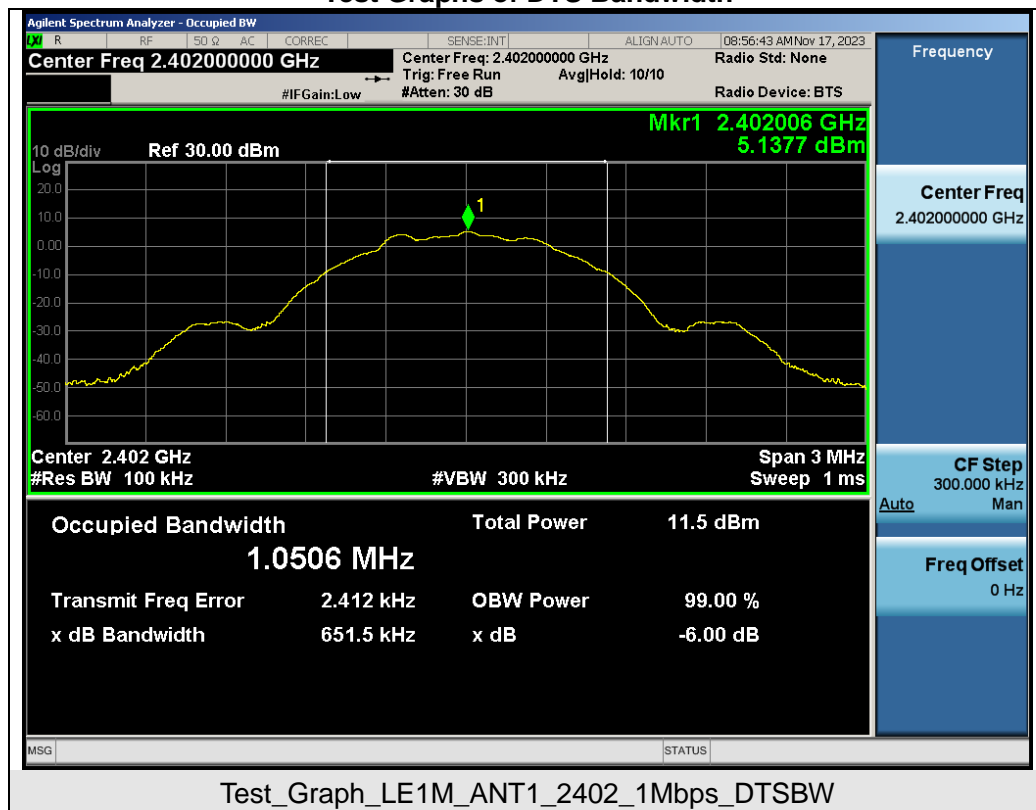 Test Graphs of DTS Bandwidth
Agilent Spectrum Analyzer - Occupied BW
LXI R RF 50 Ω AC CORREC SENSE:INT ALIGN AUTO 08:56:43 AM Nov 17, 2023
Center Freq 2.402000000 GHz
Center Freq: 2.402000000 GHz Radio Std: None
Trig: Free Run Avg|Hold: 10/10
#IFGain:Low #Atten: 30 dB Radio Device: BTS
Mkr1 2.402006 GHz
5.1377 dBm
10 dB/div Ref 30.00 dBm
Log
20.0
10.0
0.00
-10.0
-20.0
-30.0
-40.0
-50.0
-60.0
1
Center 2.402 GHz Span 3 MHz
#Res BW 100 kHz #VBW 300 kHz Sweep 1 ms
Occupied Bandwidth Total Power 11.5 dBm
1.0506 MHz
Transmit Freq Error 2.412 kHz OBW Power 99.00 %
x dB Bandwidth 651.5 kHz x dB -6.00 dB
Frequency
Center Freq
2.402000000 GHz
CF Step
300.000 kHz
Auto Man
Freq Offset
0 Hz
MSG STATUS
Test_Graph_LE1M_ANT1_2402_1Mbps_DTSBW